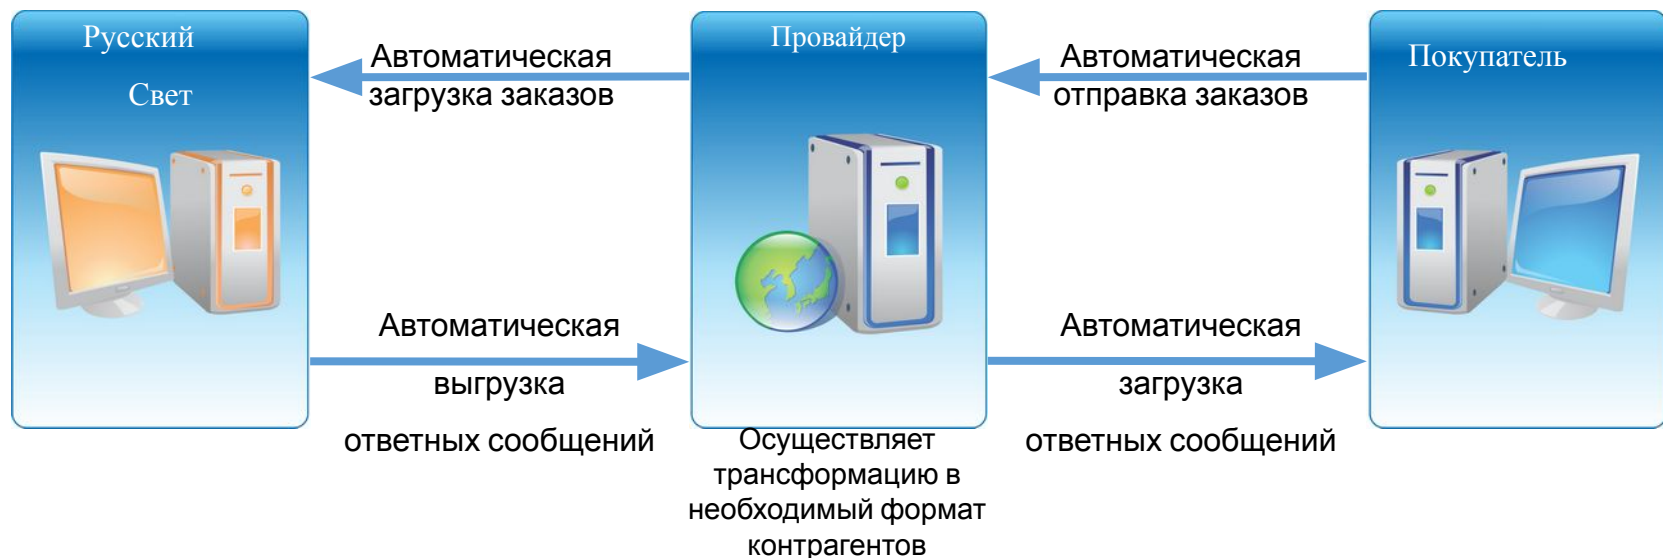 Русский
Свет
Автоматическая
загрузка заказов
Провайдер
Автоматическая
отправка заказов
Покупатель
Автоматическая
выгрузка
ответных сообщений
Автоматическая
загрузка
ответных сообщений
Осуществляет
трансформацию в
необходимый формат
контрагентов